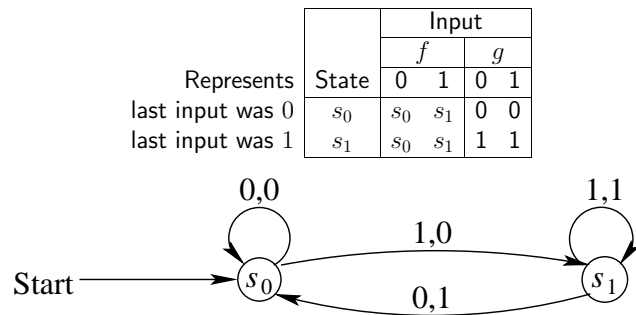 Input
f g
Represents State 0 1 0 1
last input was 0 s₀ s₀ s₁ 0 0
last input was 1 s₁ s₀ s₁ 1 1
0,0 1,1
1,0
Start s₀ s₁
0,1